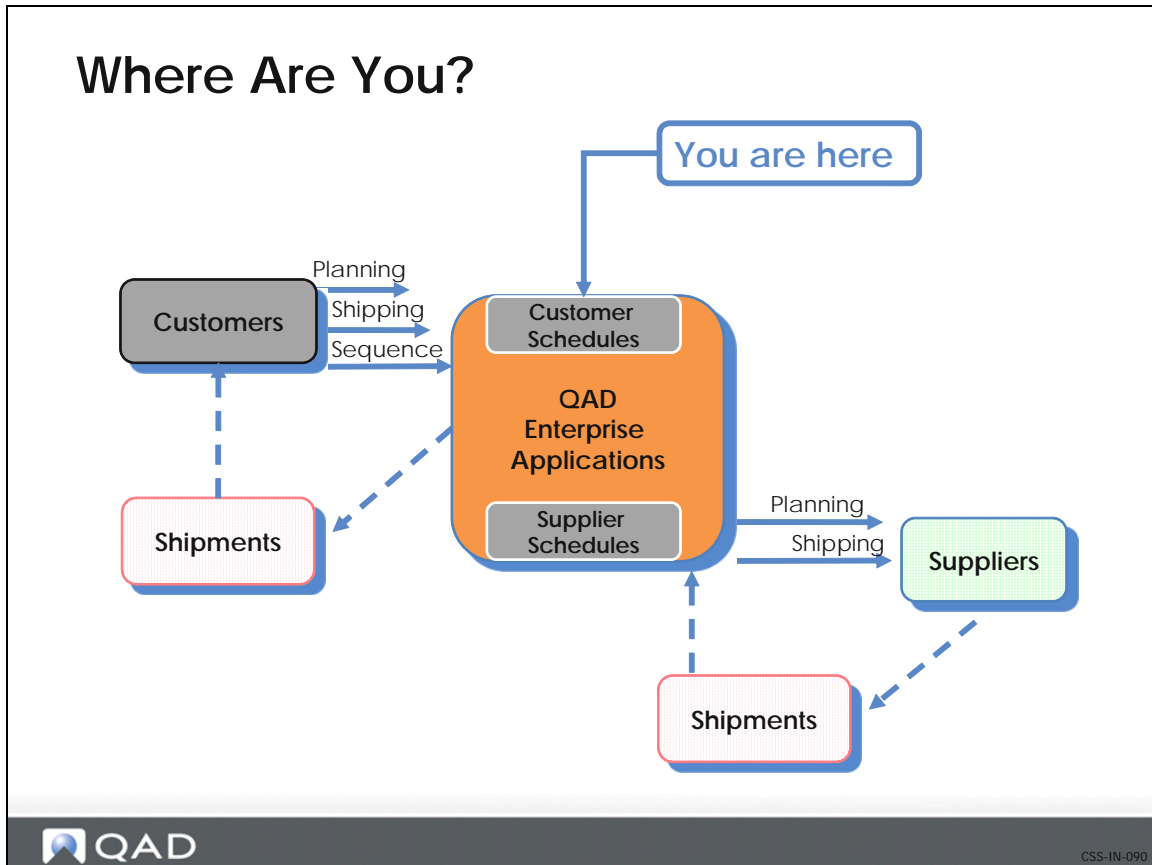 Where Are You?
You are here
Planning
Shipping
Sequence
Customers
Customer
Schedules
QAD
Enterprise
Applications
Supplier
Schedules
Shipments
Planning
Shipping
Suppliers
Shipments
QAD
CSS-IN-090